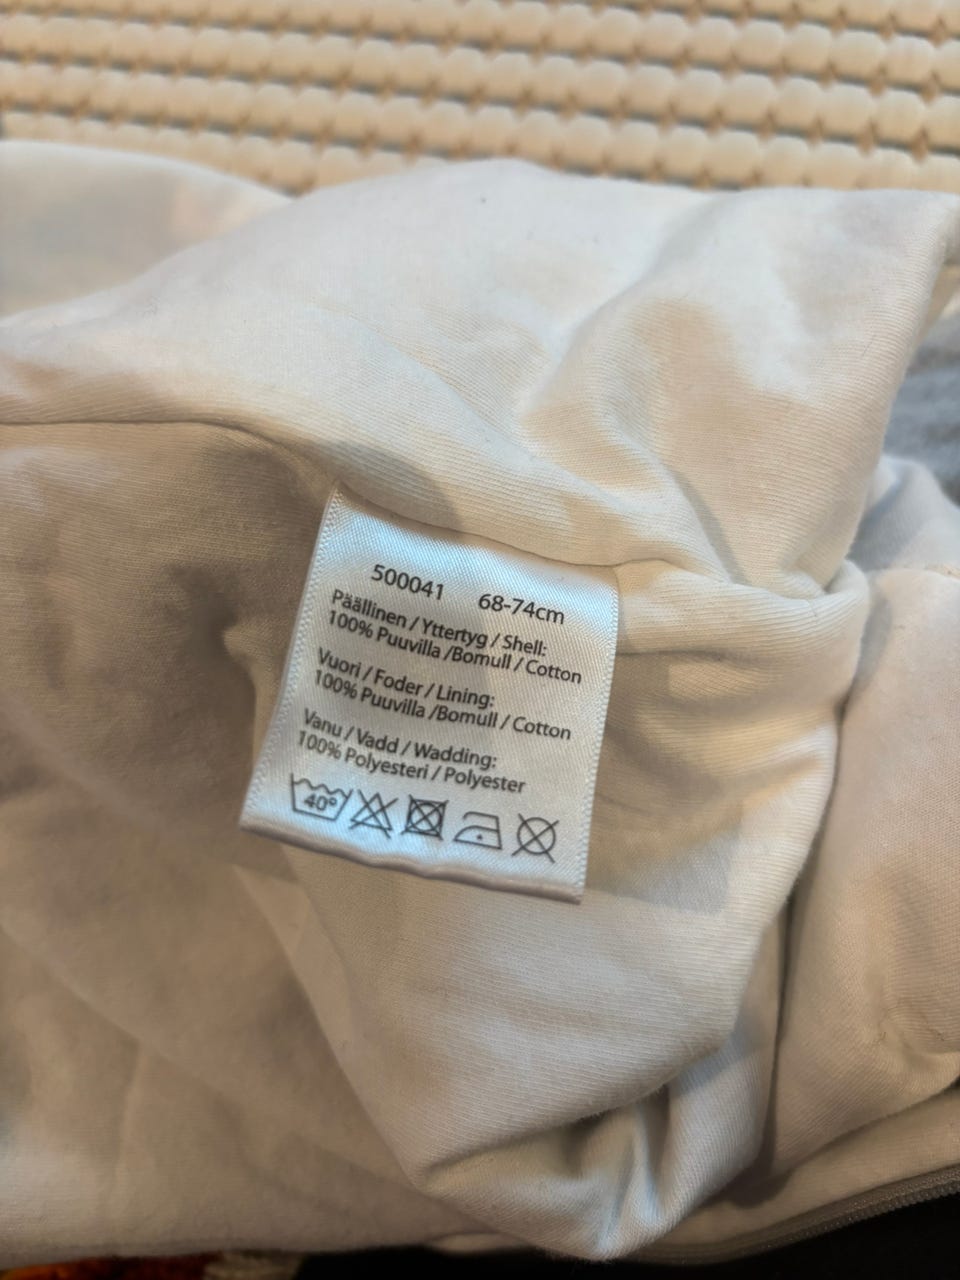 500041 68-74cm
Päällinen / Yttertyg / Shell:
100% Puuvilla /Bomull / Cotton
Vuori / Foder / Lining:
100% Puuvilla /Bomull / Cotton
Vanu / Vadd / Wadding:
100% Polyesteri / Polyester
40°